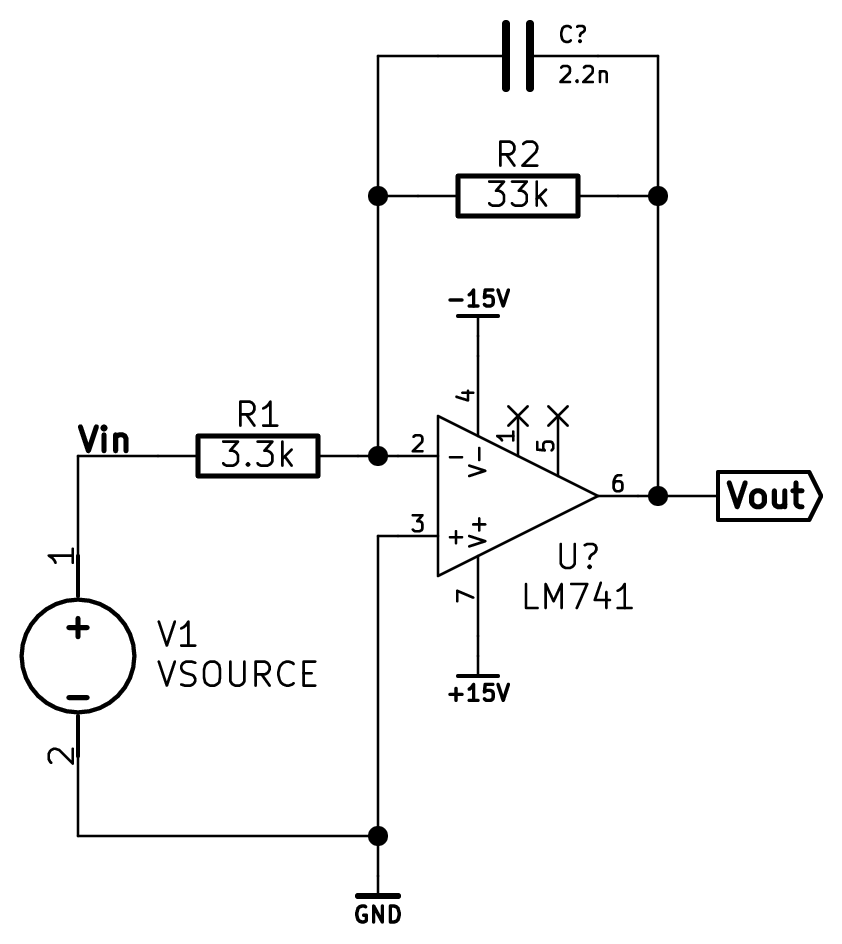 C?
2.2n
R2
33k
-15V
4
1
5
R1
3.3k
Vin
2
- V-
6
Vout
3
+ V+
U?
LM741
7
+15V
1
+
V1
VSOURCE
-
2
GND